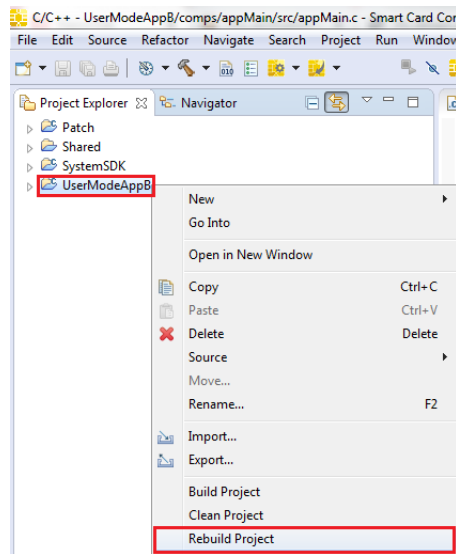 C/C++ - UserModeAppB/comps/appMain/src/appMain.c - Smart Card Cor
File Edit Source Refactor Navigate Search Project Run Window
Project Explorer Navigator
Patch
Shared
SystemSDK
UserModeAppB
New
Go Into
Open in New Window
Copy Ctrl+C
Paste Ctrl+V
Delete Delete
Source
Move...
Rename... F2
Import...
Export...
Build Project
Clean Project
Rebuild Project